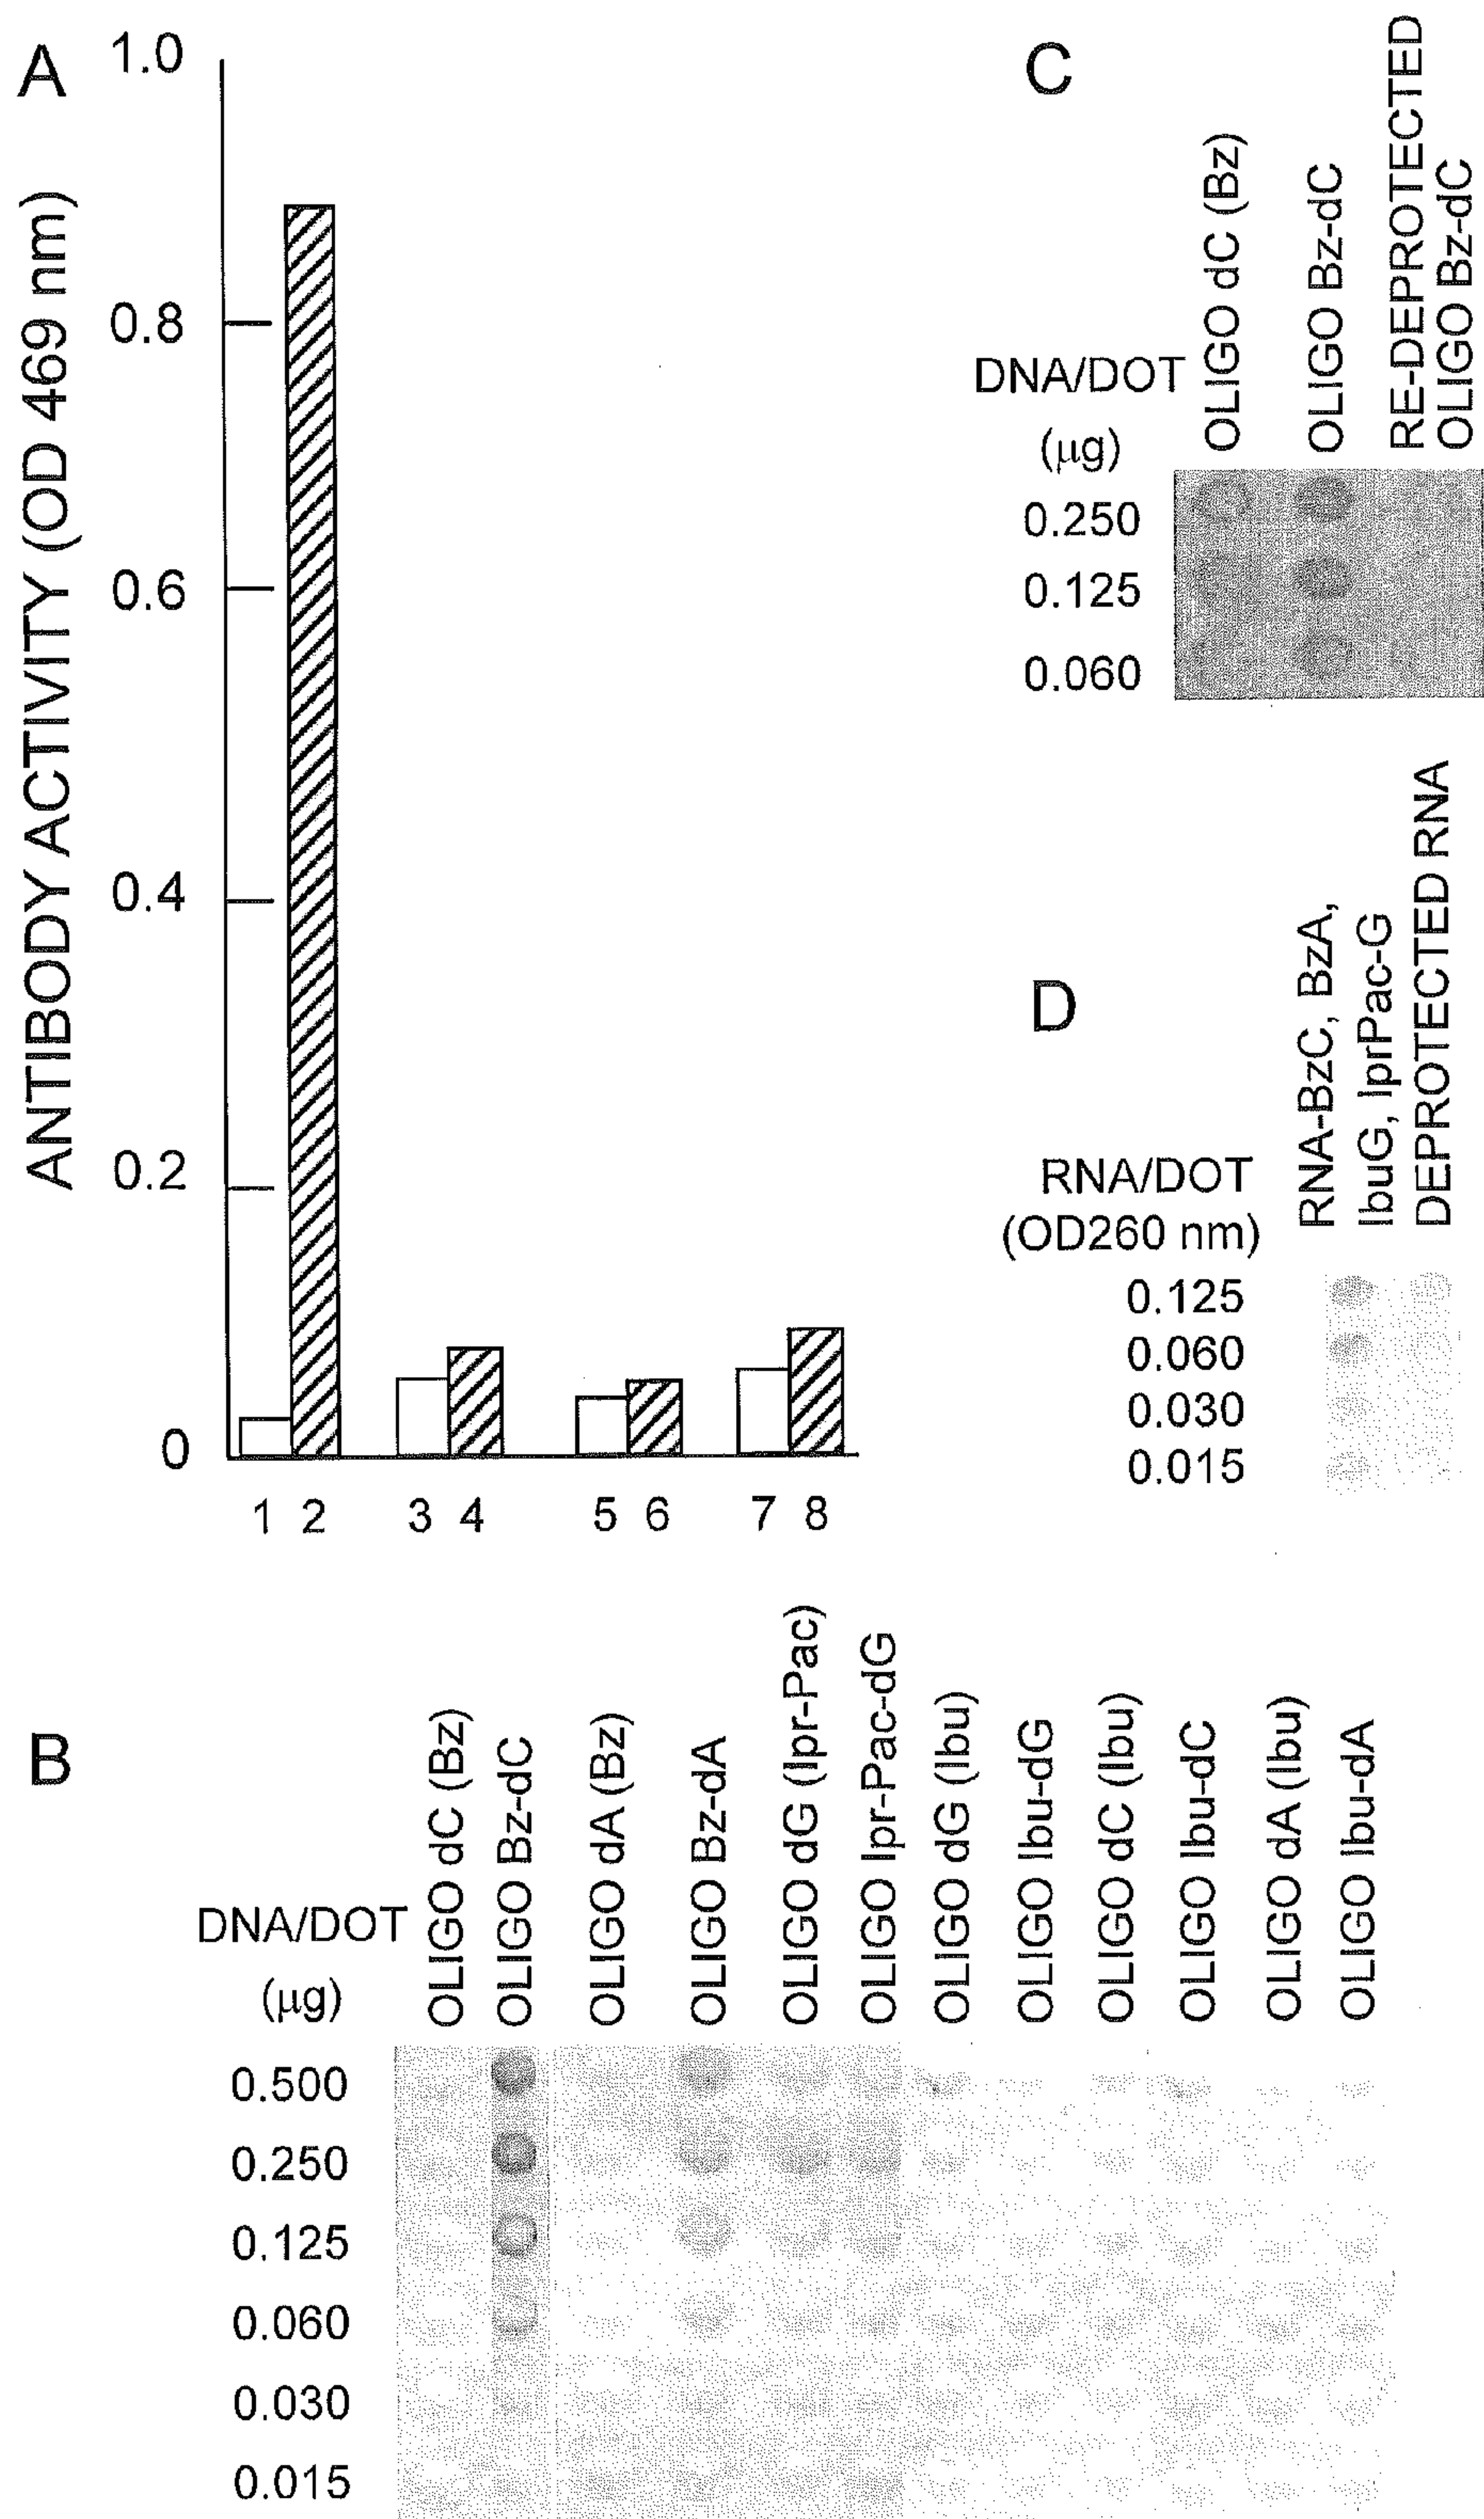 A
ANTIBODY ACTIVITY (OD 469 nm)
1.0
0.8
0.6
0.4
0.2
0
1 2 3 4 5 6 7 8
C
DNA/DOT
(µg)
OLIGO dC (Bz)
OLIGO Bz-dC
RE-DEPROTECTED
OLIGO Bz-dC
0.250
0.125
0.060
D
RNA/DOT
(OD260 nm)
RNA-BzC, BzA,
IbuG, IprPac-G
DEPROTECTED RNA
0.125
0.060
0.030
0.015
B
DNA/DOT
(µg)
OLIGO dC (Bz)
OLIGO Bz-dC
OLIGO dA (Bz)
OLIGO Bz-dA
OLIGO dG (Ipr-Pac)
OLIGO Ipr-Pac-dG
OLIGO dG (Ibu)
OLIGO Ibu-dG
OLIGO dC (Ibu)
OLIGO Ibu-dC
OLIGO dA (Ibu)
OLIGO Ibu-dA
0.500
0.250
0.125
0.060
0.030
0.015